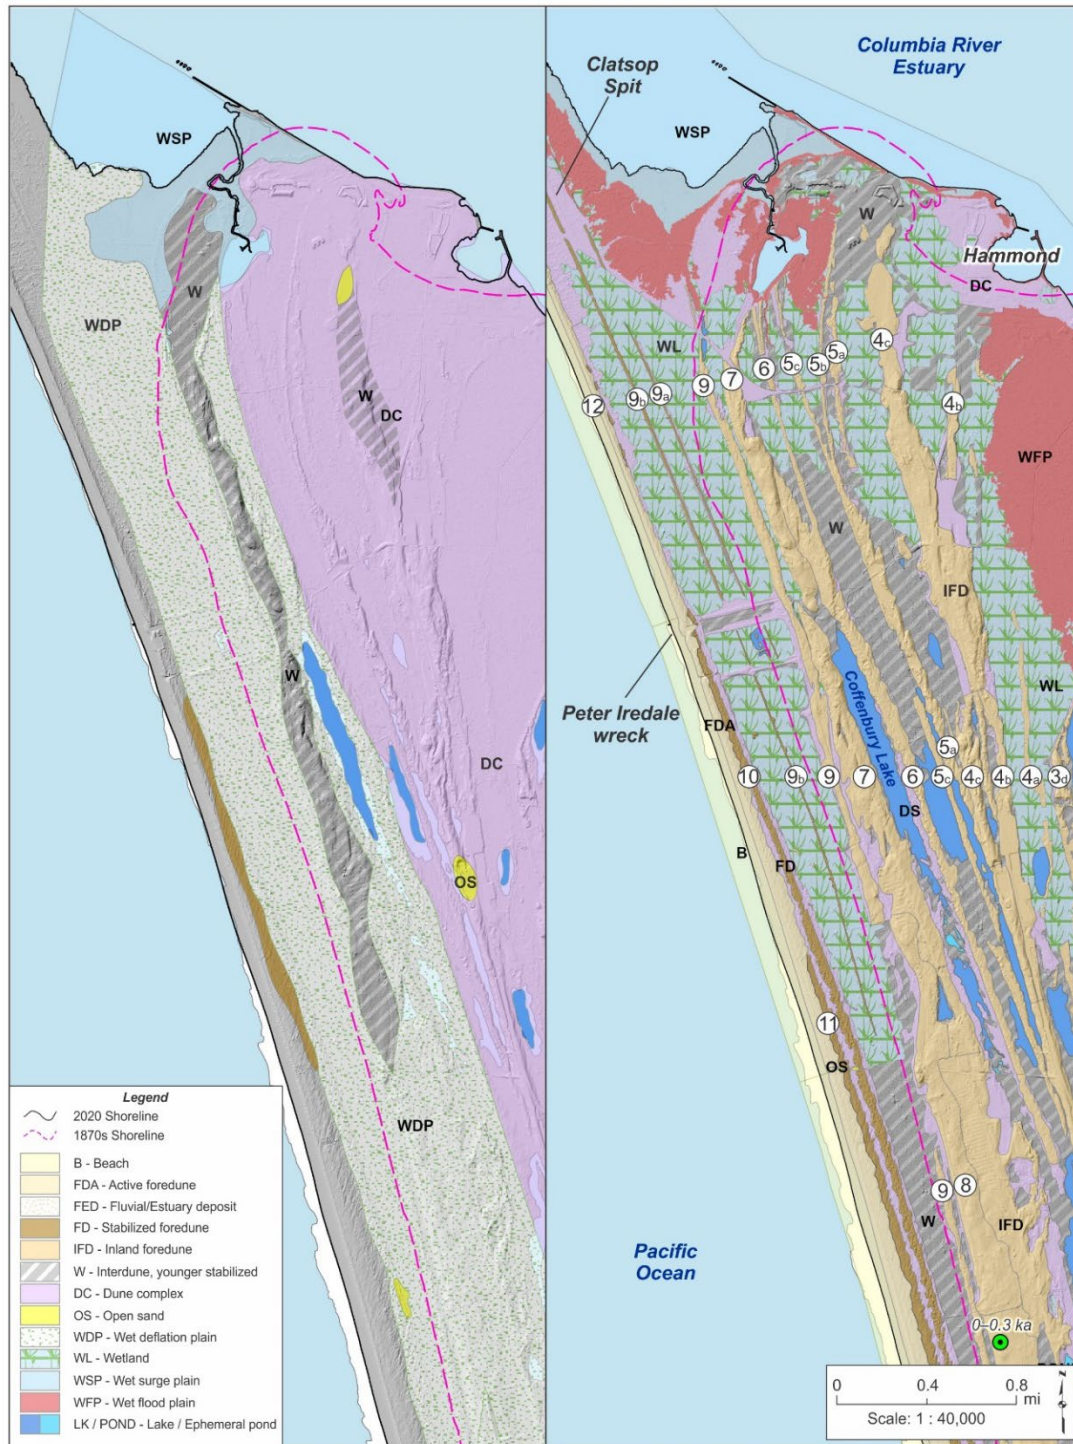 WSP
WDP
W
W
DC
W
DC
OS
WDP
Legend
2020 Shoreline
1870s Shoreline
B - Beach
FDA - Active foredune
FED - Fluvial/Estuary deposit
FD - Stabilized foredune
IFD - Inland foredune
W - Interdune, younger stabilized
DC - Dune complex
OS - Open sand
WDP - Wet deflation plain
WL - Wetland
WSP - Wet surge plain
WFP - Wet flood plain
LK / POND - Lake / Ephemeral pond
Columbia River
Estuary
Clatsop
Spit
WSP
W
Hammond
DC
WL
12
9b
9a
9
7
6
5c
5b
5a
4c
4b
WFP
W
IFD
WL
Peter Iredale
wreck
FDA
Coffenbury Lake
5a
10
9b
9
7
6
5c
4c
4b
4a
3d
DS
B
FD
11
OS
9
8
W
IFD
Pacific
Ocean
0–0.3 ka
N
0 0.4 0.8
mi
Scale: 1 : 40,000